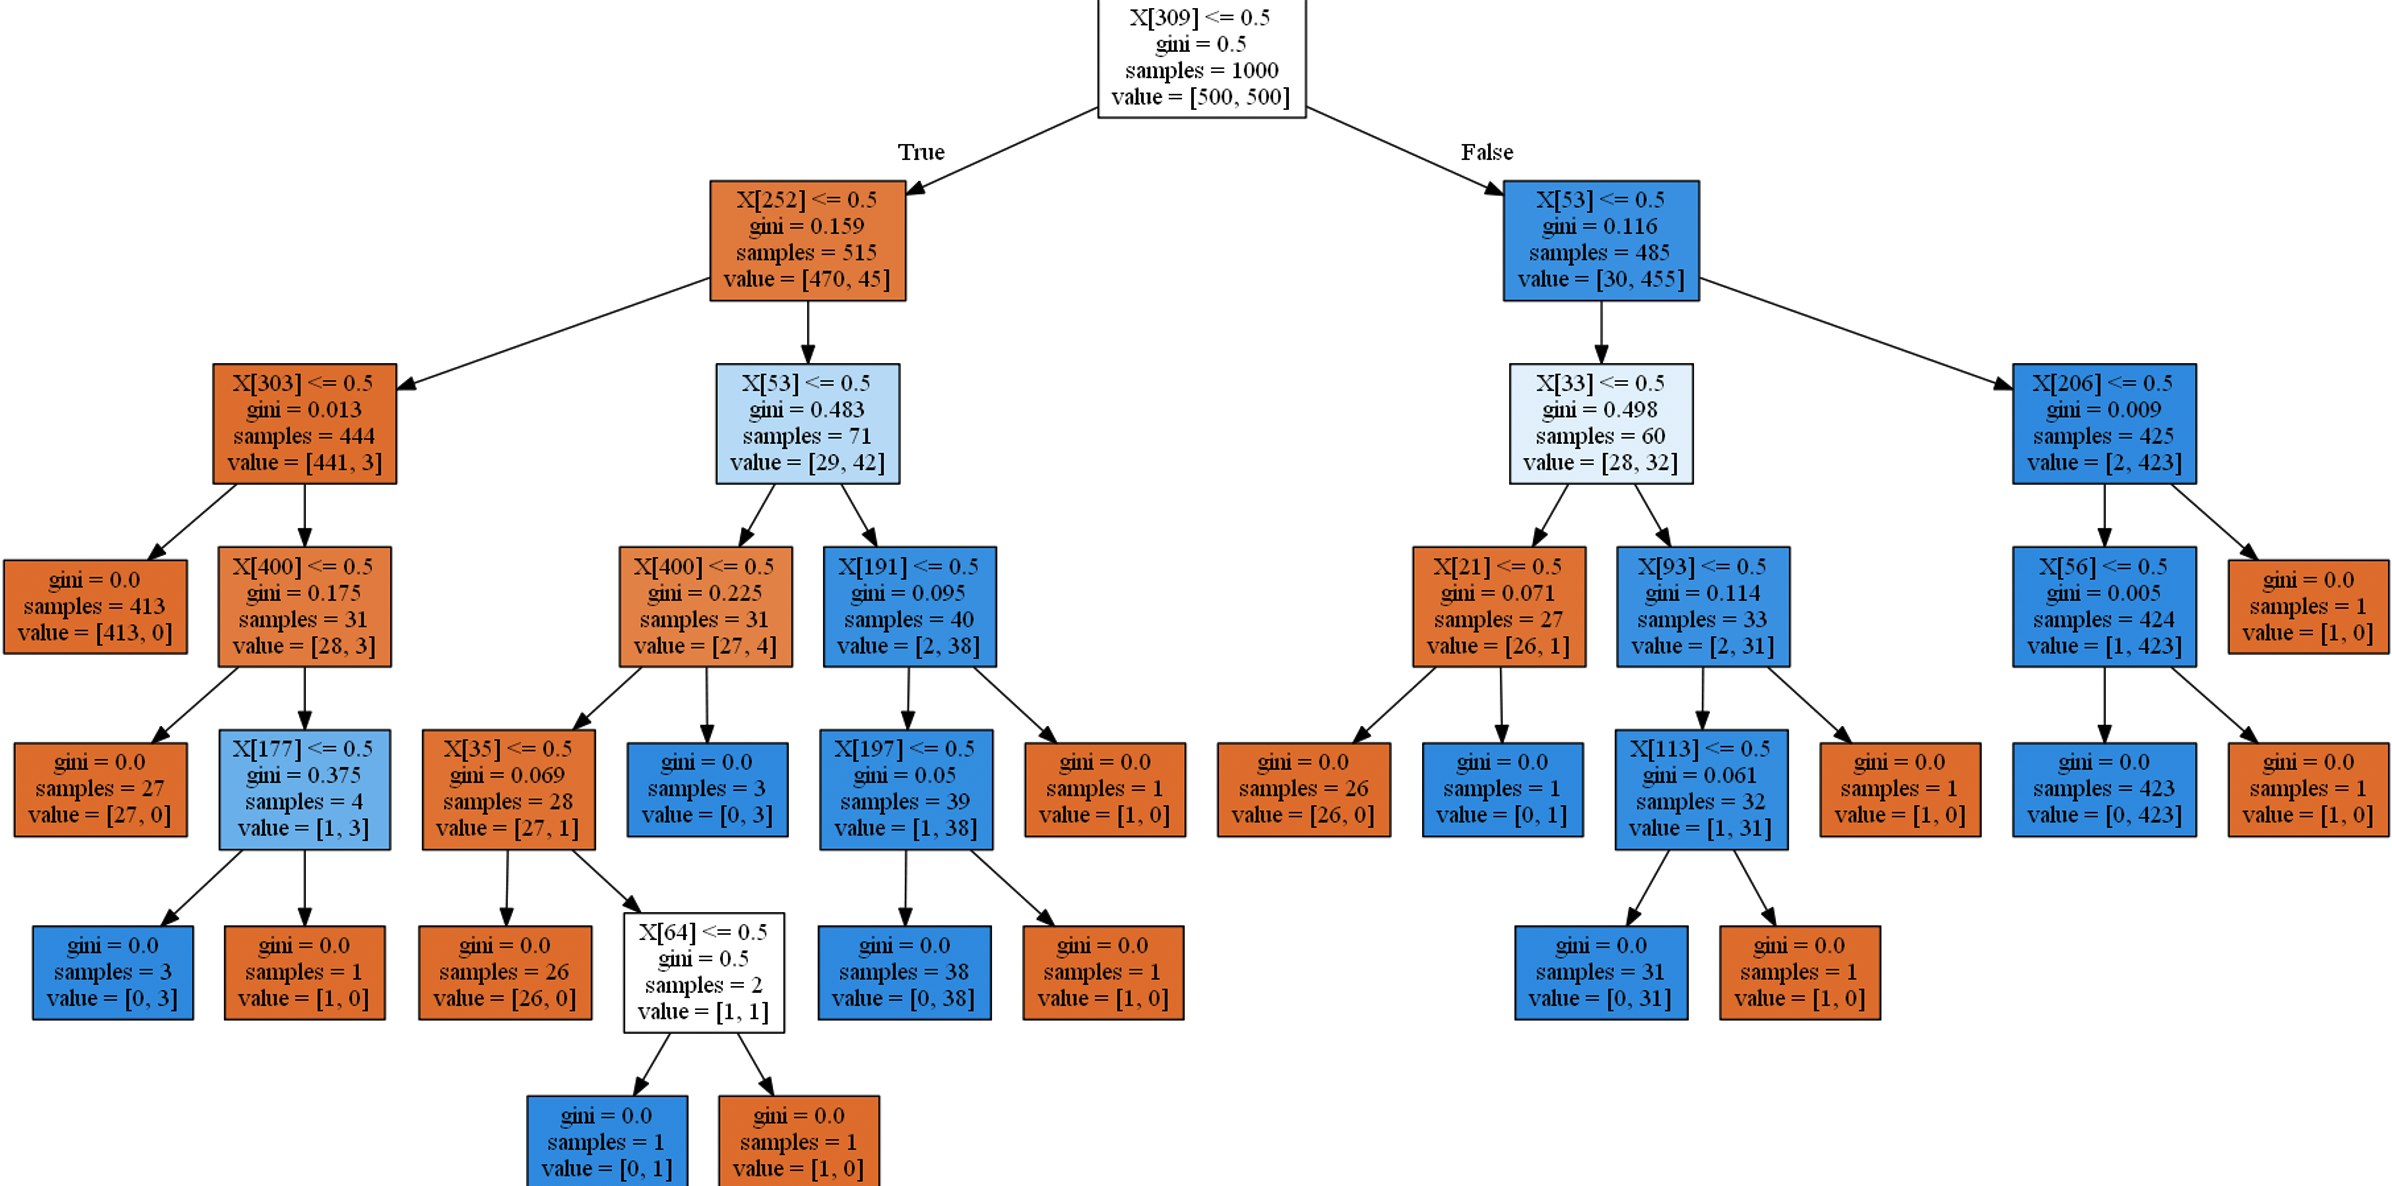 X[309] <= 0.5
gini = 0.5
samples = 1000
value = [500, 500]
True
False
X[252] <= 0.5
gini = 0.159
samples = 515
value = [470, 45]
X[53] <= 0.5
gini = 0.116
samples = 485
value = [30, 455]
X[303] <= 0.5
gini = 0.013
samples = 444
value = [441, 3]
X[53] <= 0.5
gini = 0.483
samples = 71
value = [29, 42]
X[33] <= 0.5
gini = 0.498
samples = 60
value = [28, 32]
X[206] <= 0.5
gini = 0.009
samples = 425
value = [2, 423]
gini = 0.0
samples = 413
value = [413, 0]
X[400] <= 0.5
gini = 0.175
samples = 31
value = [28, 3]
X[400] <= 0.5
gini = 0.225
samples = 31
value = [27, 4]
X[191] <= 0.5
gini = 0.095
samples = 40
value = [2, 38]
X[21] <= 0.5
gini = 0.071
samples = 27
value = [26, 1]
X[93] <= 0.5
gini = 0.114
samples = 33
value = [2, 31]
X[56] <= 0.5
gini = 0.005
samples = 424
value = [1, 423]
gini = 0.0
samples = 1
value = [1, 0]
gini = 0.0
samples = 27
value = [27, 0]
X[177] <= 0.5
gini = 0.375
samples = 4
value = [1, 3]
X[35] <= 0.5
gini = 0.069
samples = 28
value = [27, 1]
gini = 0.0
samples = 3
value = [0, 3]
X[197] <= 0.5
gini = 0.05
samples = 39
value = [1, 38]
gini = 0.0
samples = 1
value = [1, 0]
gini = 0.0
samples = 26
value = [26, 0]
gini = 0.0
samples = 1
value = [0, 1]
X[113] <= 0.5
gini = 0.061
samples = 32
value = [1, 31]
gini = 0.0
samples = 1
value = [1, 0]
gini = 0.0
samples = 423
value = [0, 423]
gini = 0.0
samples = 1
value = [1, 0]
gini = 0.0
samples = 3
value = [0, 3]
gini = 0.0
samples = 1
value = [1, 0]
gini = 0.0
samples = 26
value = [26, 0]
X[64] <= 0.5
gini = 0.5
samples = 2
value = [1, 1]
gini = 0.0
samples = 38
value = [0, 38]
gini = 0.0
samples = 1
value = [1, 0]
gini = 0.0
samples = 31
value = [0, 31]
gini = 0.0
samples = 1
value = [1, 0]
gini = 0.0
samples = 1
value = [0, 1]
gini = 0.0
samples = 1
value = [1, 0]